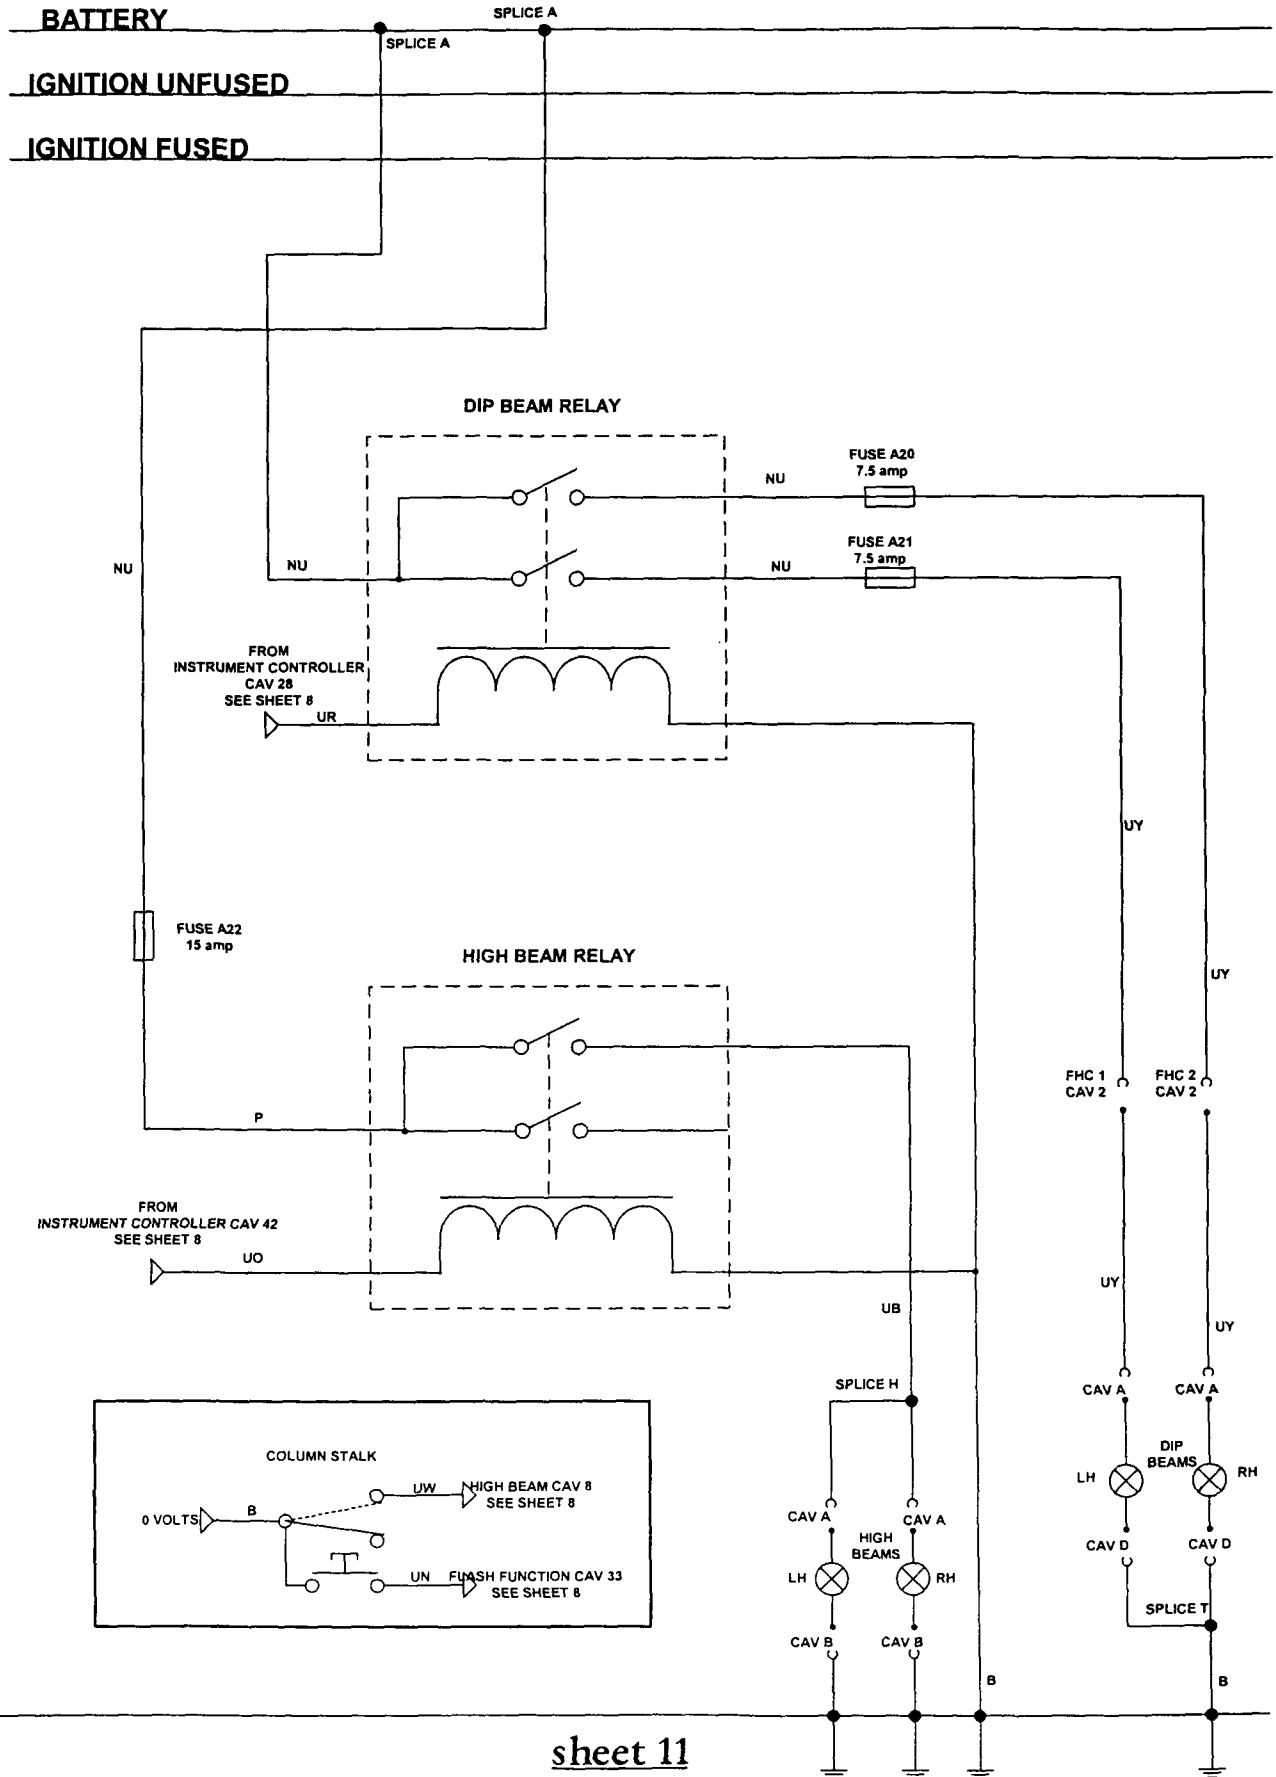 BATTERY
SPLICE A
SPLICE A
IGNITION UNFUSED
IGNITION FUSED
DIP BEAM RELAY
FUSE A20
7.5 amp
NU
FUSE A21
7.5 amp
NU
NU
NU
FROM
INSTRUMENT CONTROLLER
CAV 28
SEE SHEET 8
UR
UY
FUSE A22
15 amp
HIGH BEAM RELAY
UY
FHC 1
CAV 2
FHC 2
CAV 2
P
FROM
INSTRUMENT CONTROLLER CAV 42
SEE SHEET 8
UO
UB
UY
UY
SPLICE H
CAV A
CAV A
COLUMN STALK
DIP
BEAMS
LH
RH
UW
HIGH BEAM CAV 8
SEE SHEET 8
0 VOLTS
B
CAV A
CAV A
HIGH
BEAMS
CAV D
CAV D
LH
RH
UN
FLASH FUNCTION CAV 33
SEE SHEET 8
SPLICE T
CAV B
CAV B
B
B
sheet 11